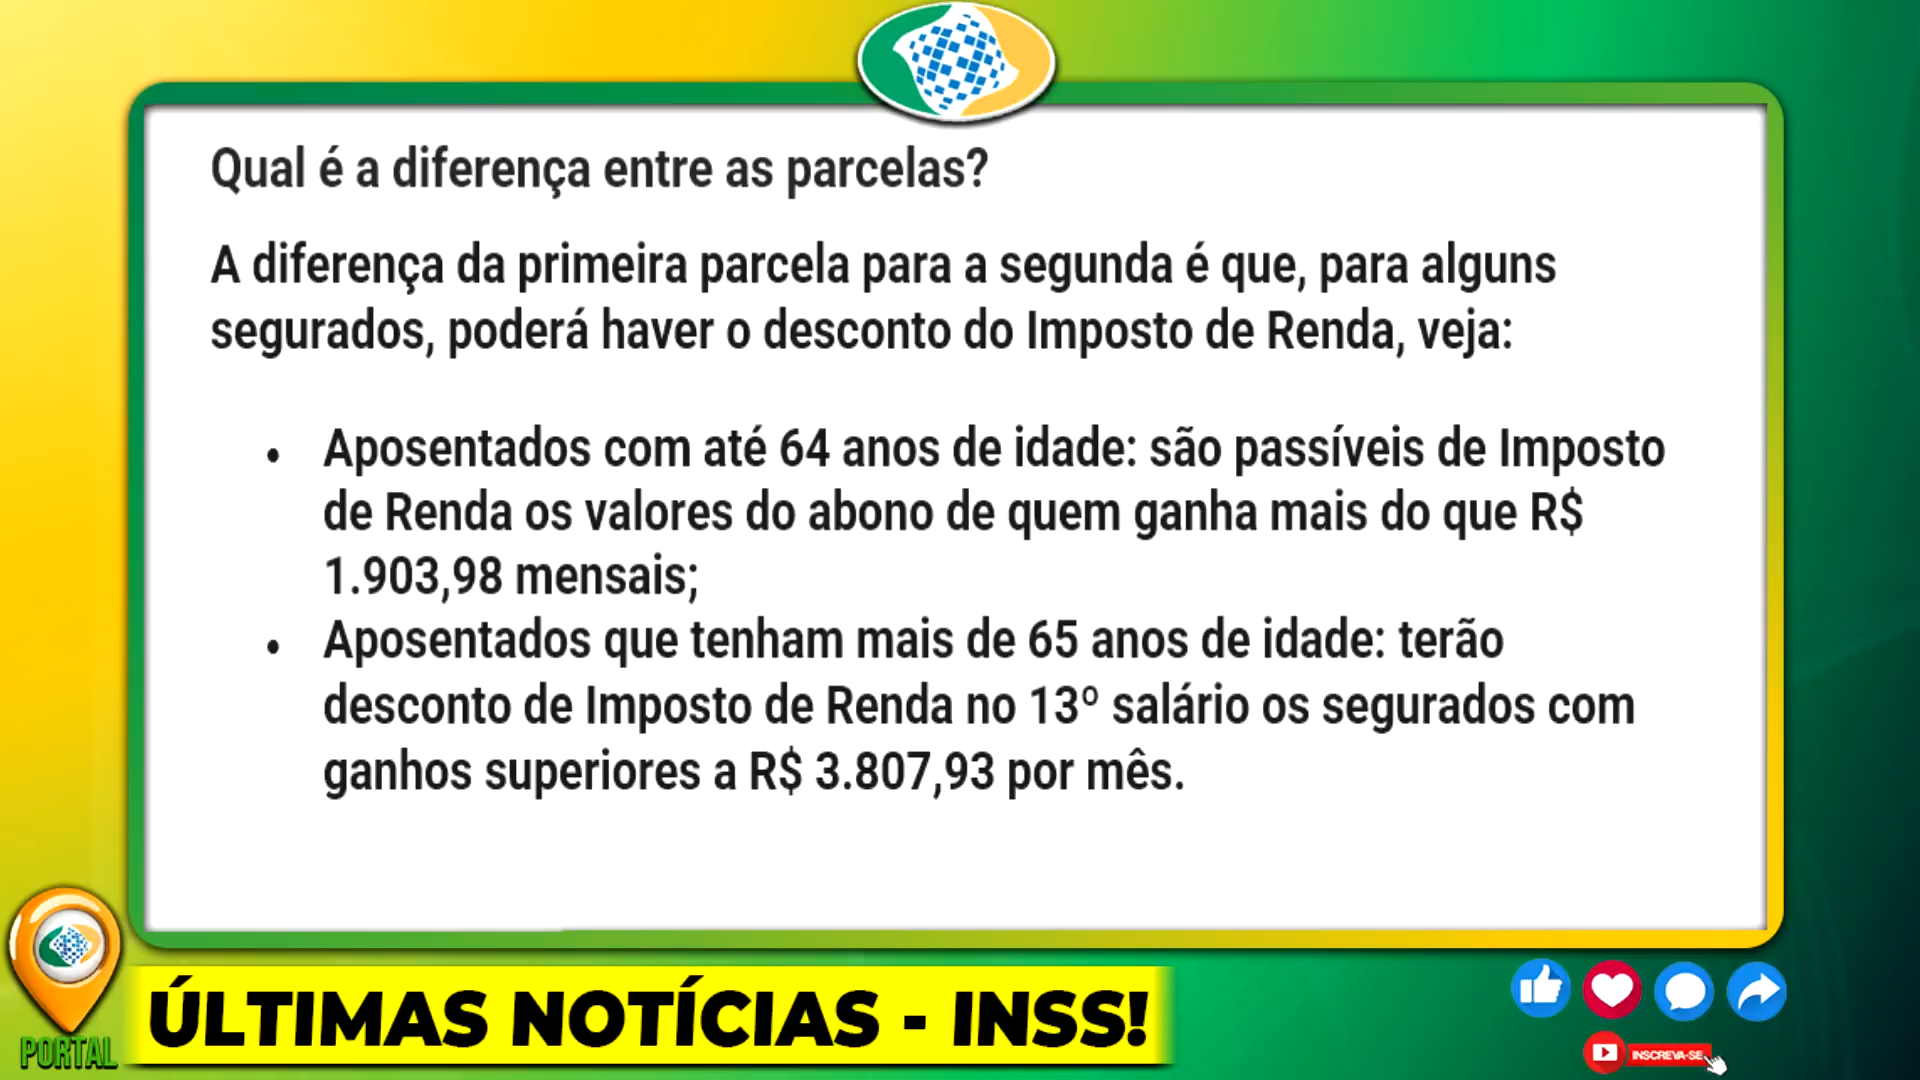 Qual é a diferença entre as parcelas?
A diferença da primeira parcela para a segunda é que, para alguns
segurados, poderá haver o desconto do Imposto de Renda, veja:
• Aposentados com até 64 anos de idade: são passíveis de Imposto
de Renda os valores do abono de quem ganha mais do que R$
1.903,98 mensais;
• Aposentados que tenham mais de 65 anos de idade: terão
desconto de Imposto de Renda no 13º salário os segurados com
ganhos superiores a R$ 3.807,93 por mês.
ÚLTIMAS NOTÍCIAS - INSS!
PORTAL
INSCREVA-SE